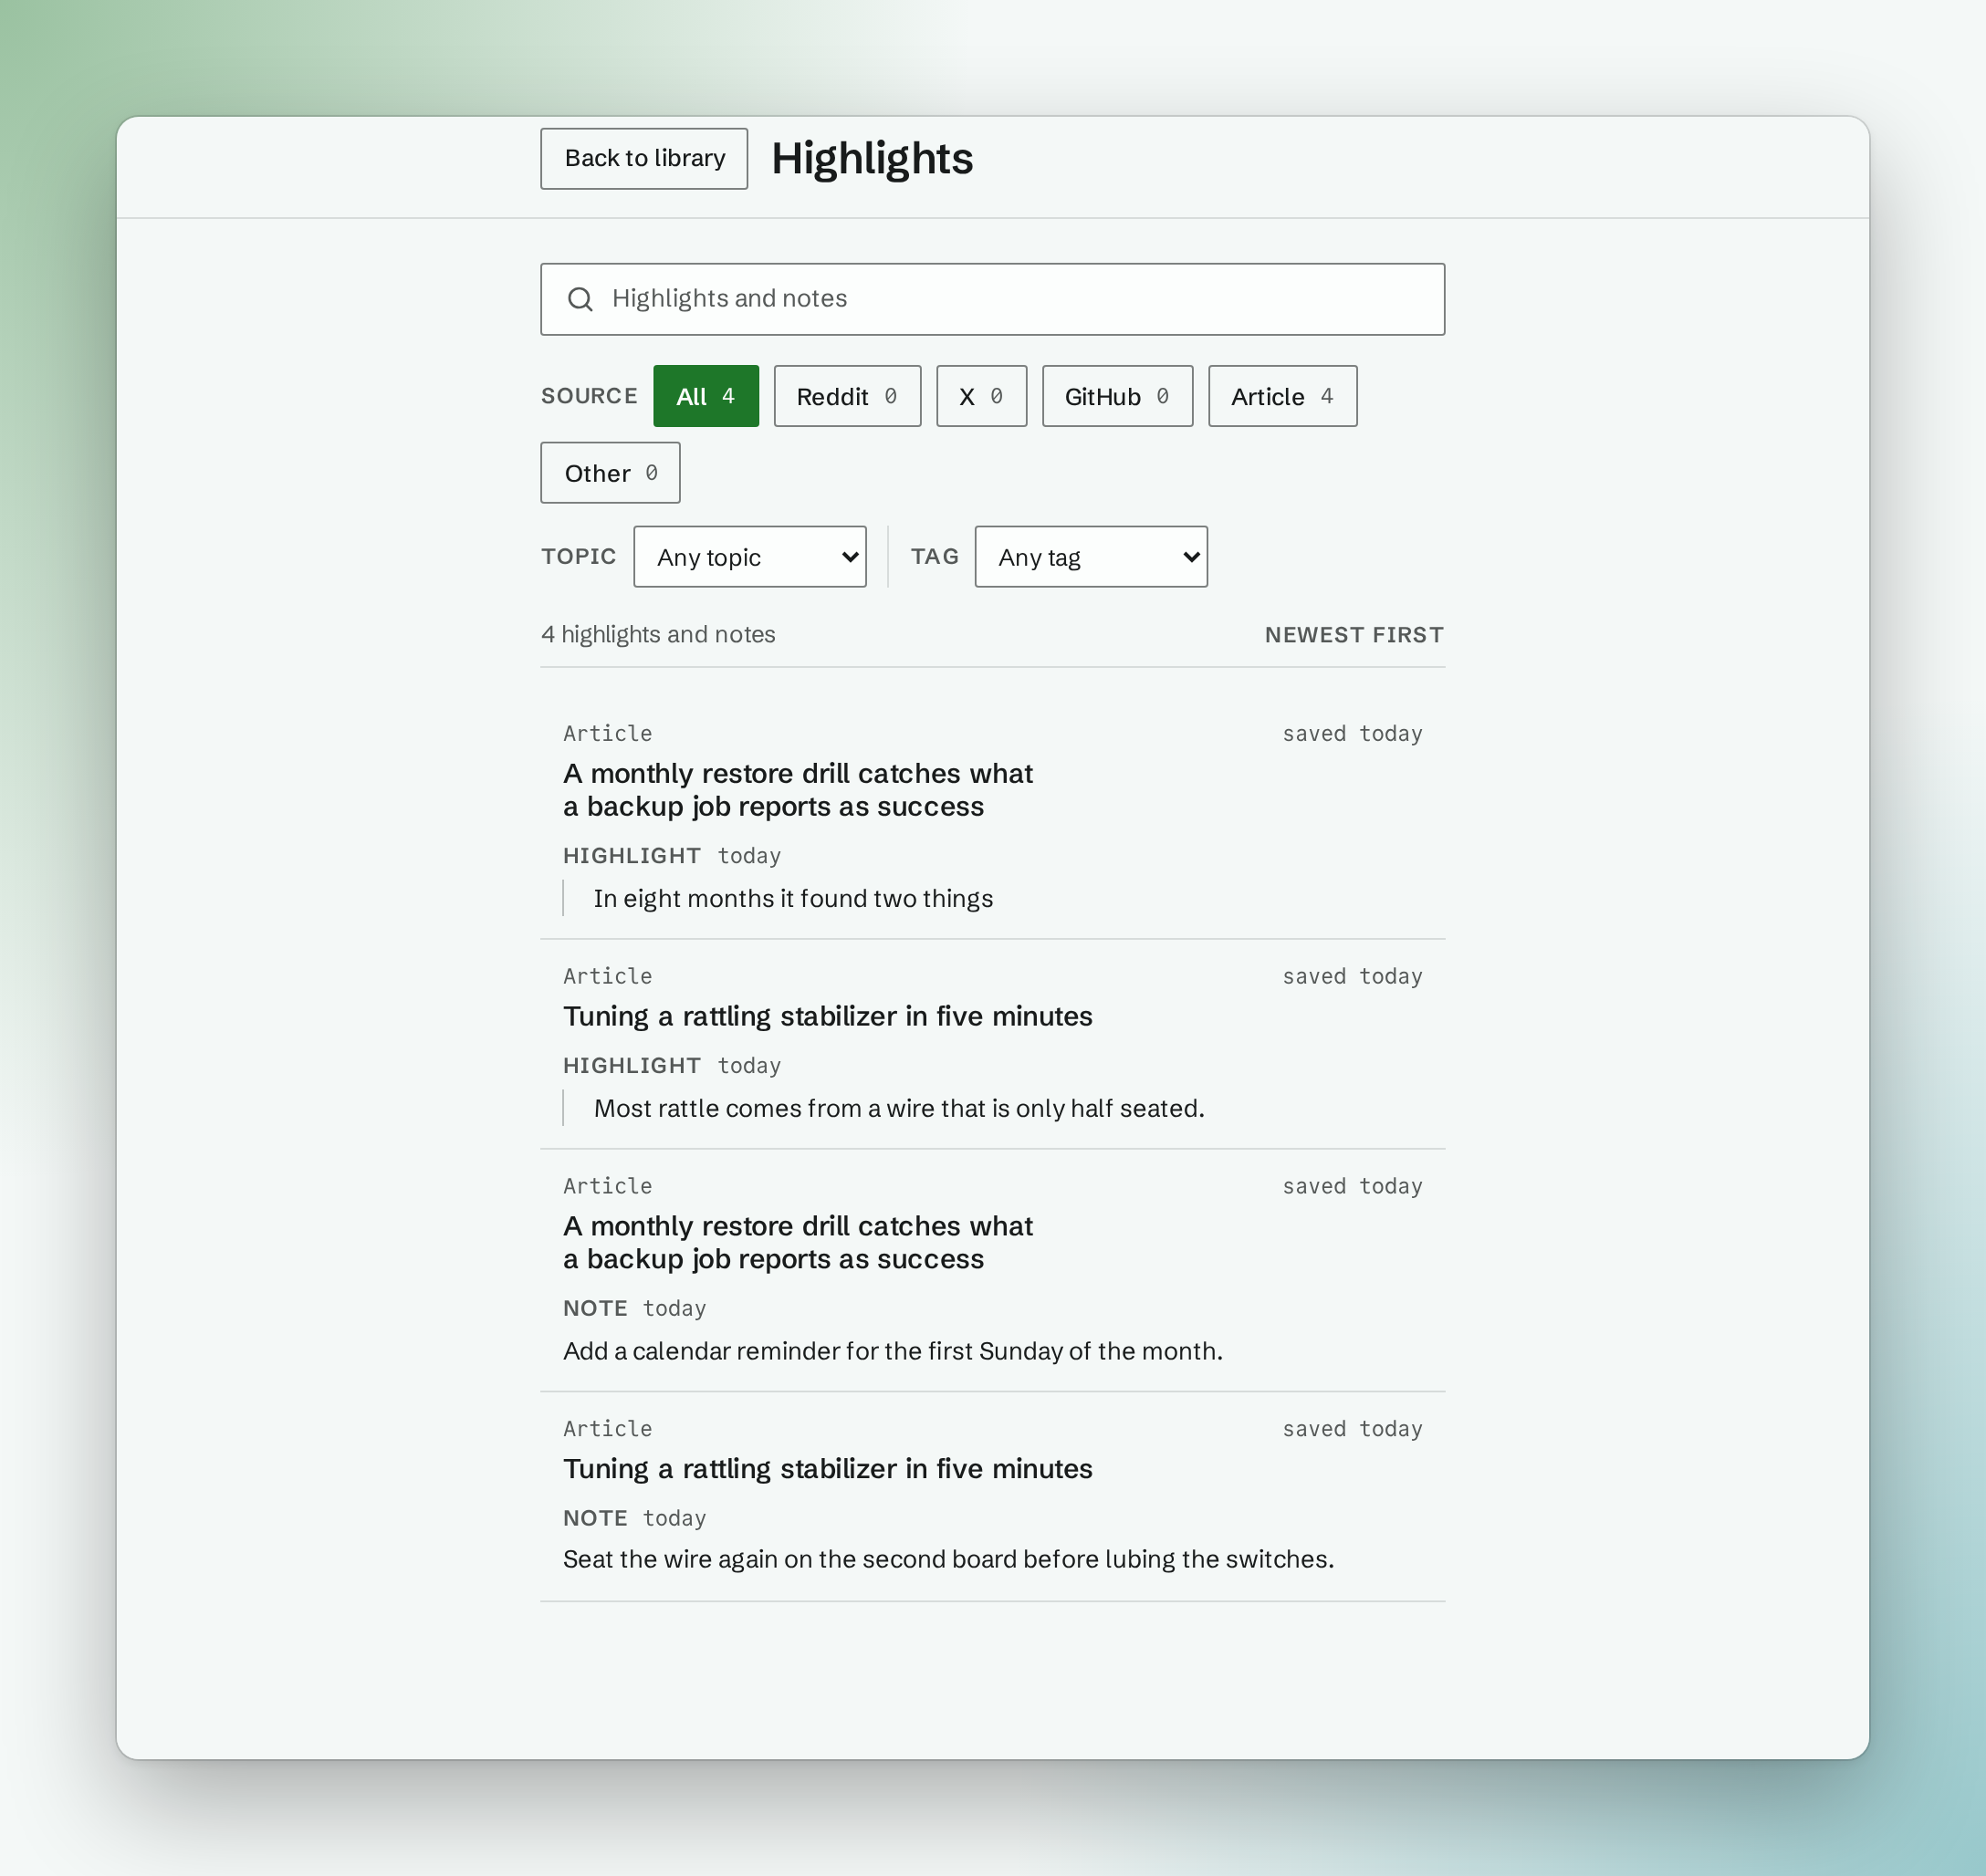 Back to library Highlights
Highlights and notes
SOURCE All 4 Reddit 0 X 0 GitHub 0 Article 4
Other 0
TOPIC Any topic TAG Any tag
4 highlights and notes NEWEST FIRST
Article saved today
A monthly restore drill catches what
a backup job reports as success
HIGHLIGHT today
In eight months it found two things
Article saved today
Tuning a rattling stabilizer in five minutes
HIGHLIGHT today
Most rattle comes from a wire that is only half seated.
Article saved today
A monthly restore drill catches what
a backup job reports as success
NOTE today
Add a calendar reminder for the first Sunday of the month.
Article saved today
Tuning a rattling stabilizer in five minutes
NOTE today
Seat the wire again on the second board before lubing the switches.